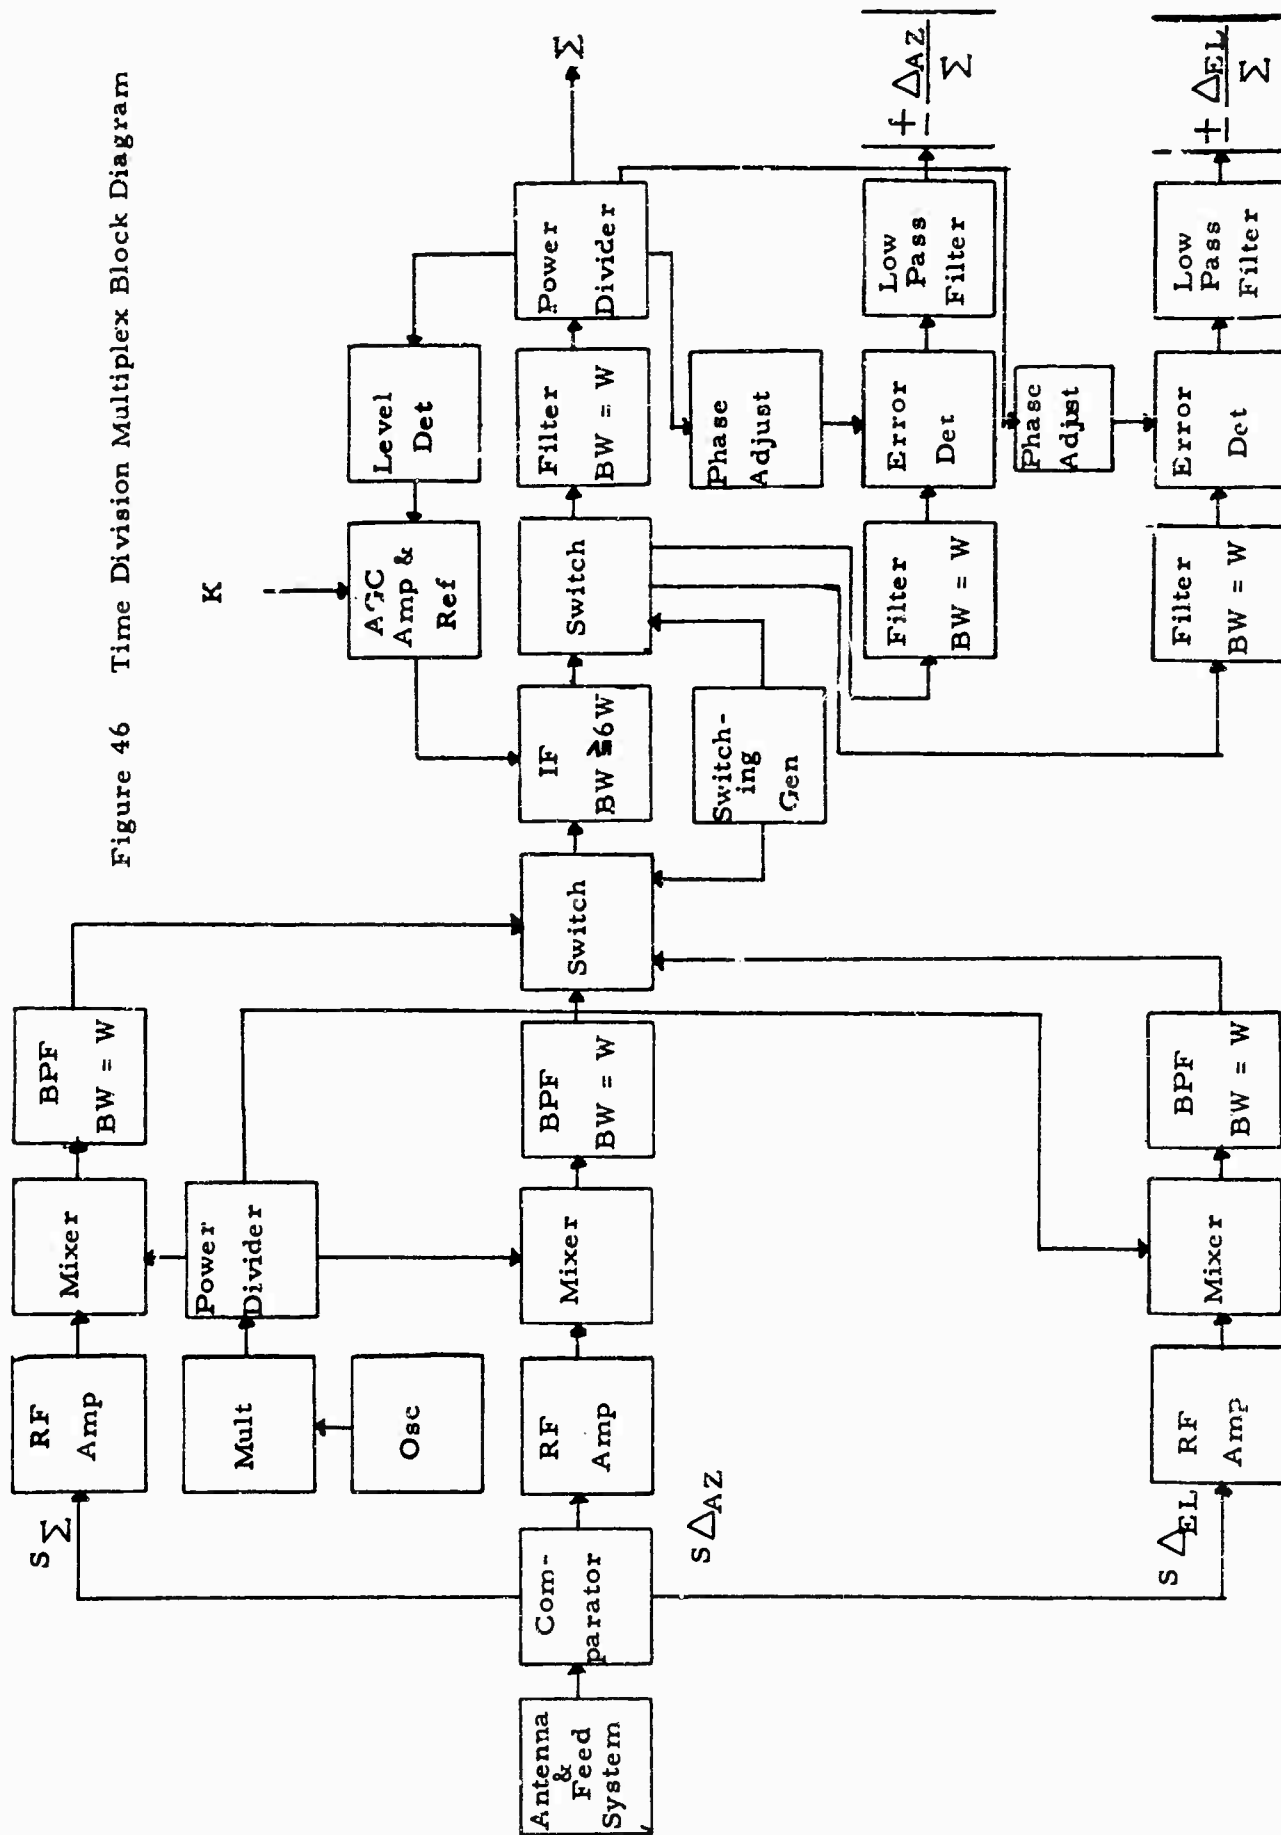 Figure 46 Time Division Multiplex Block Diagram
Antenna
&
Feed
System
Com-
parator
S Σ
S ΔAZ
S ΔEL
RF
Amp
Mixer
BPF
BW = W
Osc
Mult
Power
Divider
RF
Amp
Mixer
BPF
BW = W
RF
Amp
Mixer
BPF
BW = W
Switch
IF
BW ≥ 6W
Switch-
ing
Gen
Switch
K
AGC
Amp &
Ref
Level
Det
Filter
BW = W
Power
Divider
Σ
Phase
Adjust
Filter
BW = W
Error
Det
Low
Pass
Filter
± ΔAZ
Σ
Phase
Adjust
Filter
BW = W
Error
Det
Low
Pass
Filter
± ΔEL
Σ